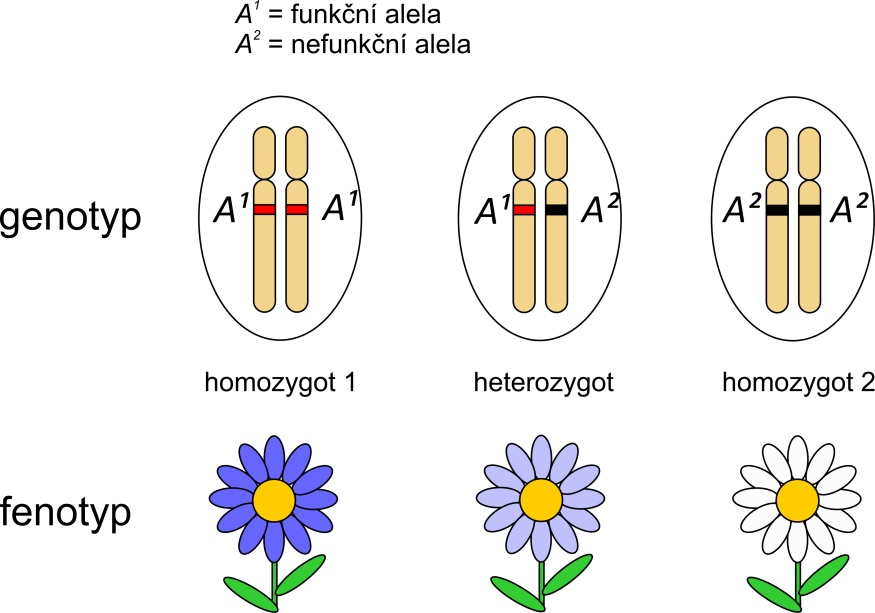 A¹ = funkční alela
A² = nefunkční alela
genotyp
A¹ A¹ A¹ A² A² A²
homozygot 1 heterozygot homozygot 2
fenotyp